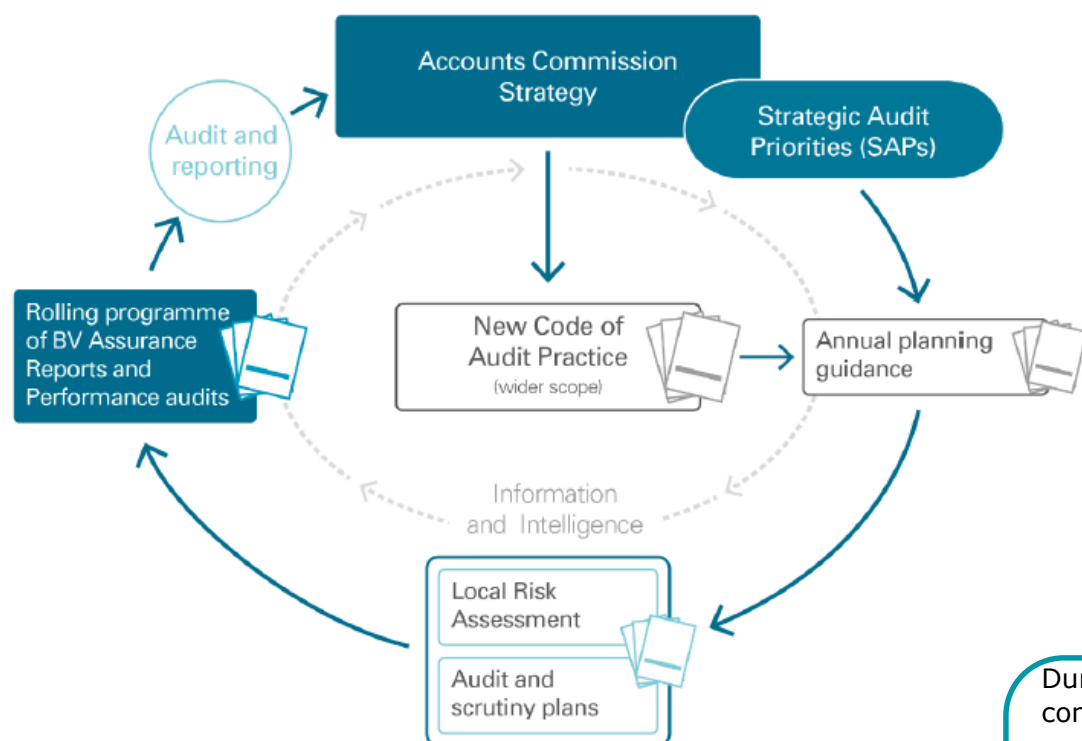 Accounts Commission
Strategy
Strategic Audit
Priorities (SAPs)
Audit and
reporting
Rolling programme
of BV Assurance
Reports and
Performance audits
New Code of
Audit Practice
(wider scope)
Annual planning
guidance
Information
and Intelligence
Local Risk
Assessment
Audit and
scrutiny plans